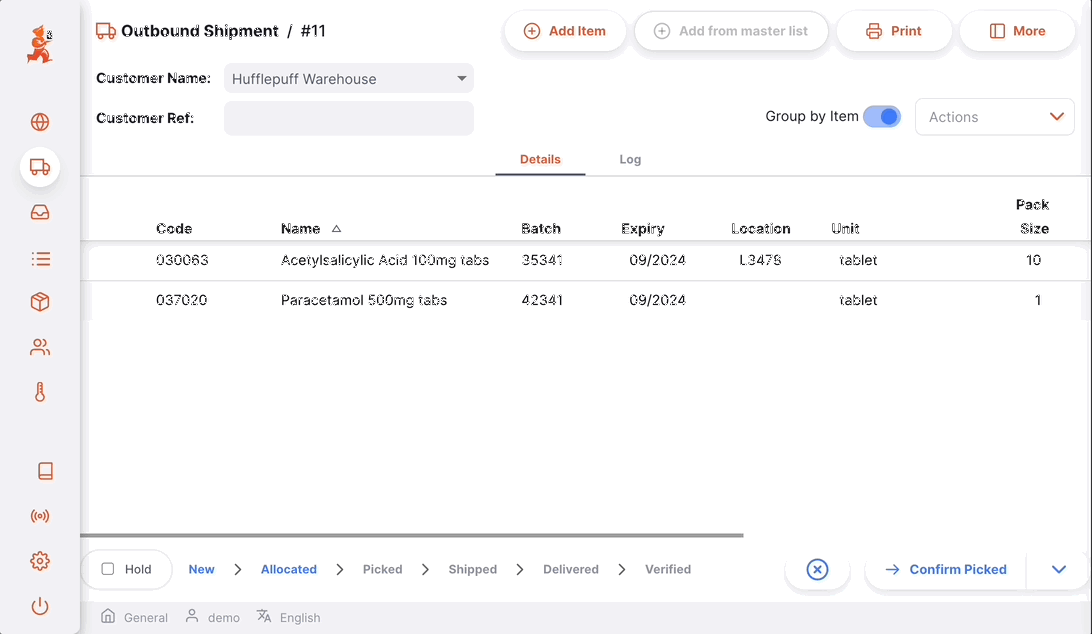 Outbound Shipment / #11
Add Item
Add from master list
Print
More
Customer Name: Hufflepuff Warehouse
Customer Ref:
Group by Item
Actions
Details
Log
Code Name Batch Expiry Location Unit Pack Size
030063 Acetylsalicylic Acid 100mg tabs 35341 09/2024 L3479 tablet 10
037020 Paracetamol 500mg tabs 42341 09/2024 tablet 1
Hold
New > Allocated > Picked > Shipped > Delivered > Verified
Confirm Picked
General demo English